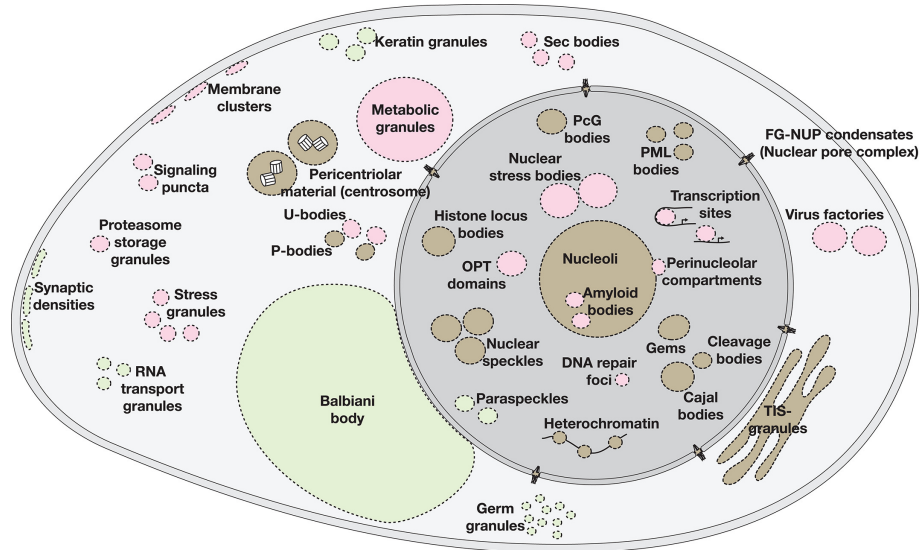 Keratin granules
Sec bodies
Membrane
clusters
Metabolic
granules
PcG
bodies
PML
bodies
FG-NUP condensates
(Nuclear pore complex)
Signaling
puncta
Pericentriolar
material (centrosome)
Nuclear
stress bodies
Transcription
sites
Virus factories
Proteasome
storage
granules
U-bodies
P-bodies
Histone locus
bodies
OPT
domains
Nucleoli
Perinucleolar
compartments
Synaptic
densities
Stress
granules
Amyloid
bodies
Nuclear
speckles
Gems
Cleavage
bodies
DNA repair
foci
RNA
transport
granules
Balbiani
body
Paraspeckles
Cajal
bodies
Heterochromatin
TIS-
granules
Germ
granules